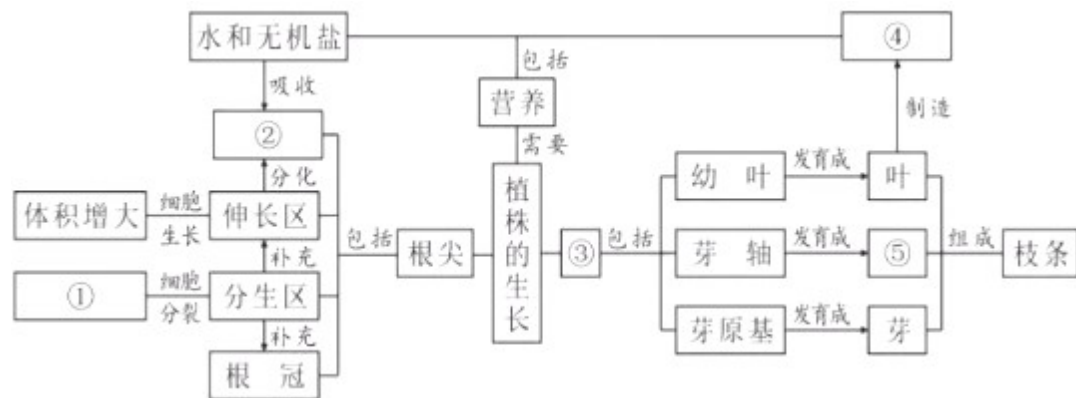 水和无机盐
④
包括
吸收
营养
制造
②
需要
分化
幼叶
发育成
叶
体积增大
细胞
生长
伸长区
包括
根尖
植株的生长
③
包括
芽轴
发育成
⑤
组成
枝条
补充
①
细胞
分裂
分生区
补充
芽原基
发育成
芽
根冠